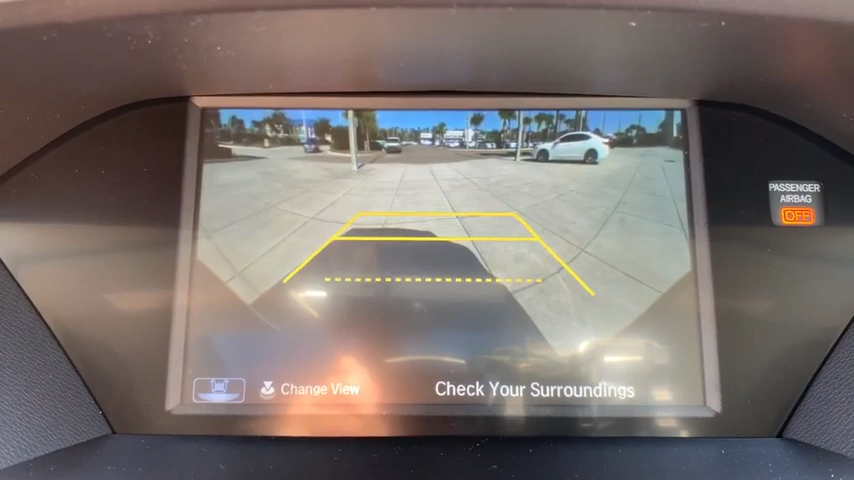 PASSENGER
AIRBAG
OFF
Change View
Check Your Surroundings